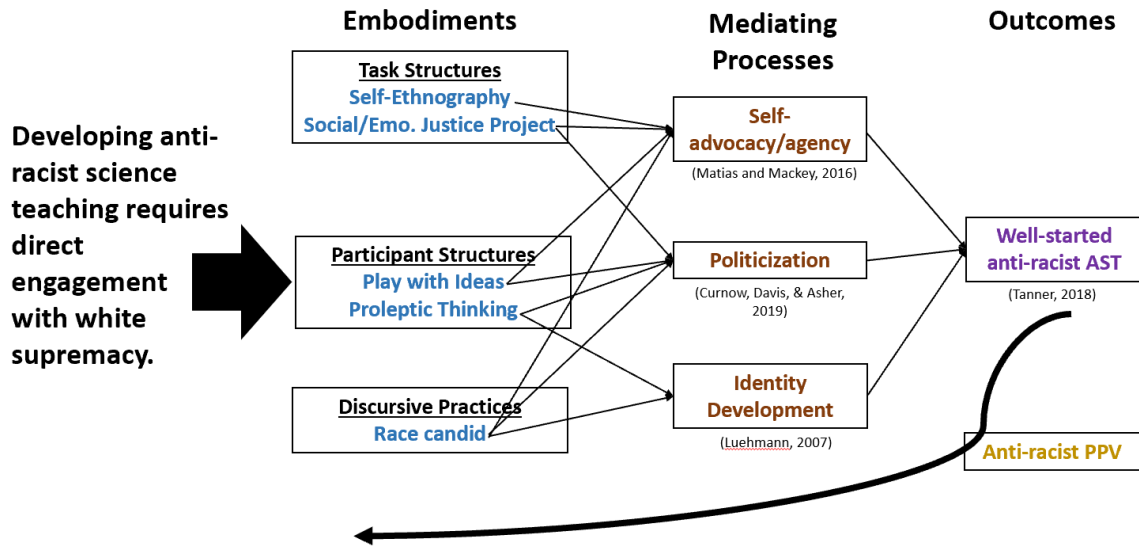 Embodiments
Mediating
Processes
Outcomes
Developing anti-
racist science
teaching requires
direct
engagement
with white
supremacy.
Task Structures
Self-Ethnography
Social/Emo. Justice Project
Participant Structures
Play with Ideas
Proleptic Thinking
Discursive Practices
Race candid
Self-
advocacy/agency
(Matias and Mackey, 2016)
Politicization
(Curnow, Davis, & Asher,
2019)
Identity
Development
(Luehmann, 2007)
Well-started
anti-racist AST
(Tanner, 2018)
Anti-racist PPV